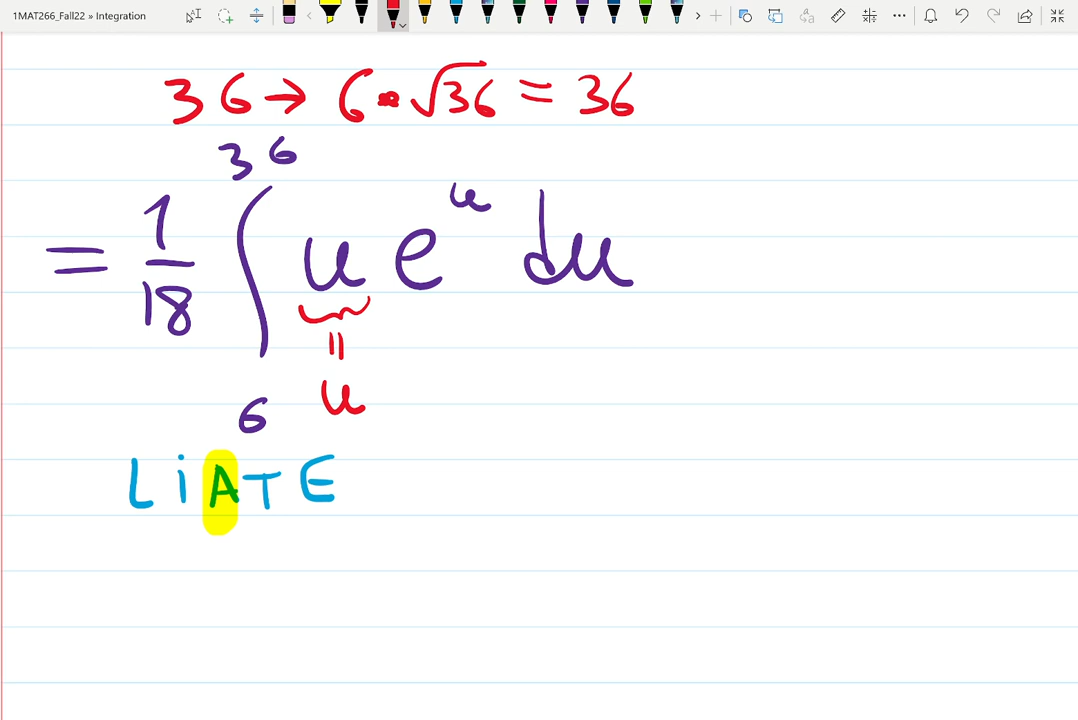 1MAT266_Fall22 » Integration
36 → 6 • √36 = 36
36
= 1/18 ∫ u e^u du
=
u
6
LiATE